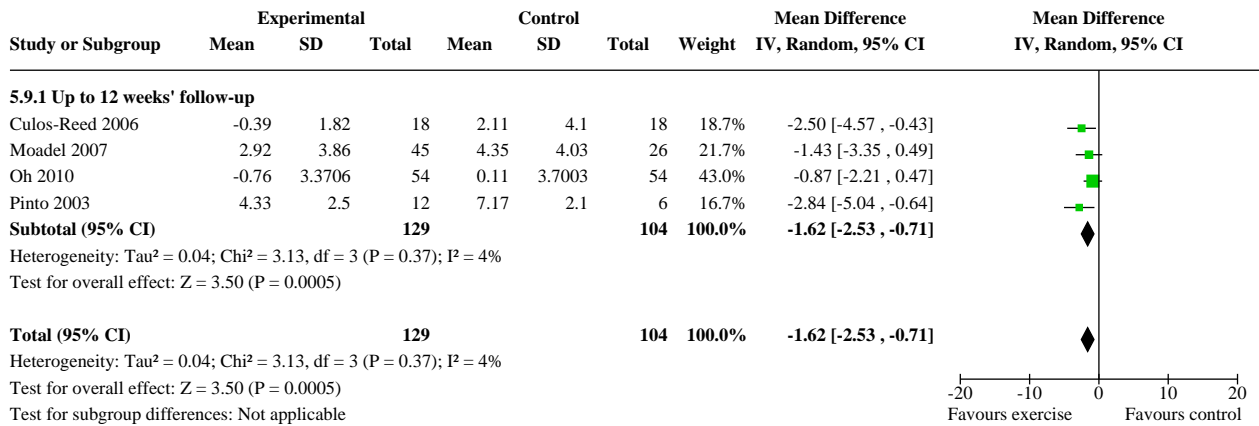 Experimental Control Mean Difference Mean Difference
Study or Subgroup Mean SD Total Mean SD Total Weight IV, Random, 95% CI IV, Random, 95% CI
5.9.1 Up to 12 weeks' follow-up
Culos-Reed 2006 -0.39 1.82 18 2.11 4.1 18 18.7% -2.50 [-4.57 , -0.43]
Moadel 2007 2.92 3.86 45 4.35 4.03 26 21.7% -1.43 [-3.35 , 0.49]
Oh 2010 -0.76 3.3706 54 0.11 3.7003 54 43.0% -0.87 [-2.21 , 0.47]
Pinto 2003 4.33 2.5 12 7.17 2.1 6 16.7% -2.84 [-5.04 , -0.64]
Subtotal (95% CI) 129 104 100.0% -1.62 [-2.53 , -0.71]
Heterogeneity: Tau² = 0.04; Chi² = 3.13, df = 3 (P = 0.37); I² = 4%
Test for overall effect: Z = 3.50 (P = 0.0005)
Total (95% CI) 129 104 100.0% -1.62 [-2.53 , -0.71]
Heterogeneity: Tau² = 0.04; Chi² = 3.13, df = 3 (P = 0.37); I² = 4%
Test for overall effect: Z = 3.50 (P = 0.0005)
-20 -10 0 10 20
Test for subgroup differences: Not applicable
Favours exercise Favours control